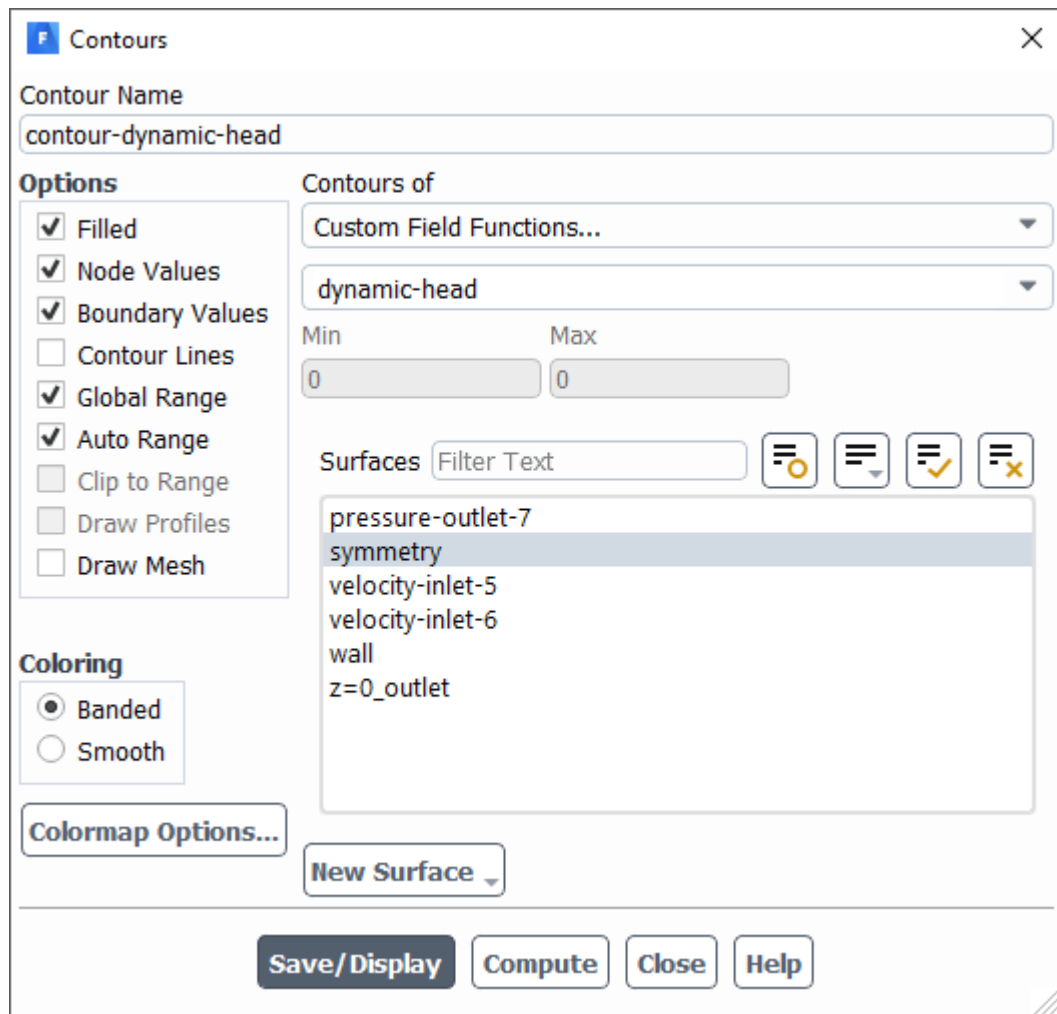 F Contours
Contour Name
contour-dynamic-head
Options
Filled
Node Values
Boundary Values
Contour Lines
Global Range
Auto Range
Clip to Range
Draw Profiles
Draw Mesh
Coloring
Banded
Smooth
Colormap Options...
Contours of
Custom Field Functions...
dynamic-head
Min Max
0 0
Surfaces Filter Text
pressure-outlet-7
symmetry
velocity-inlet-5
velocity-inlet-6
wall
z=0_outlet
New Surface
Save/Display Compute Close Help